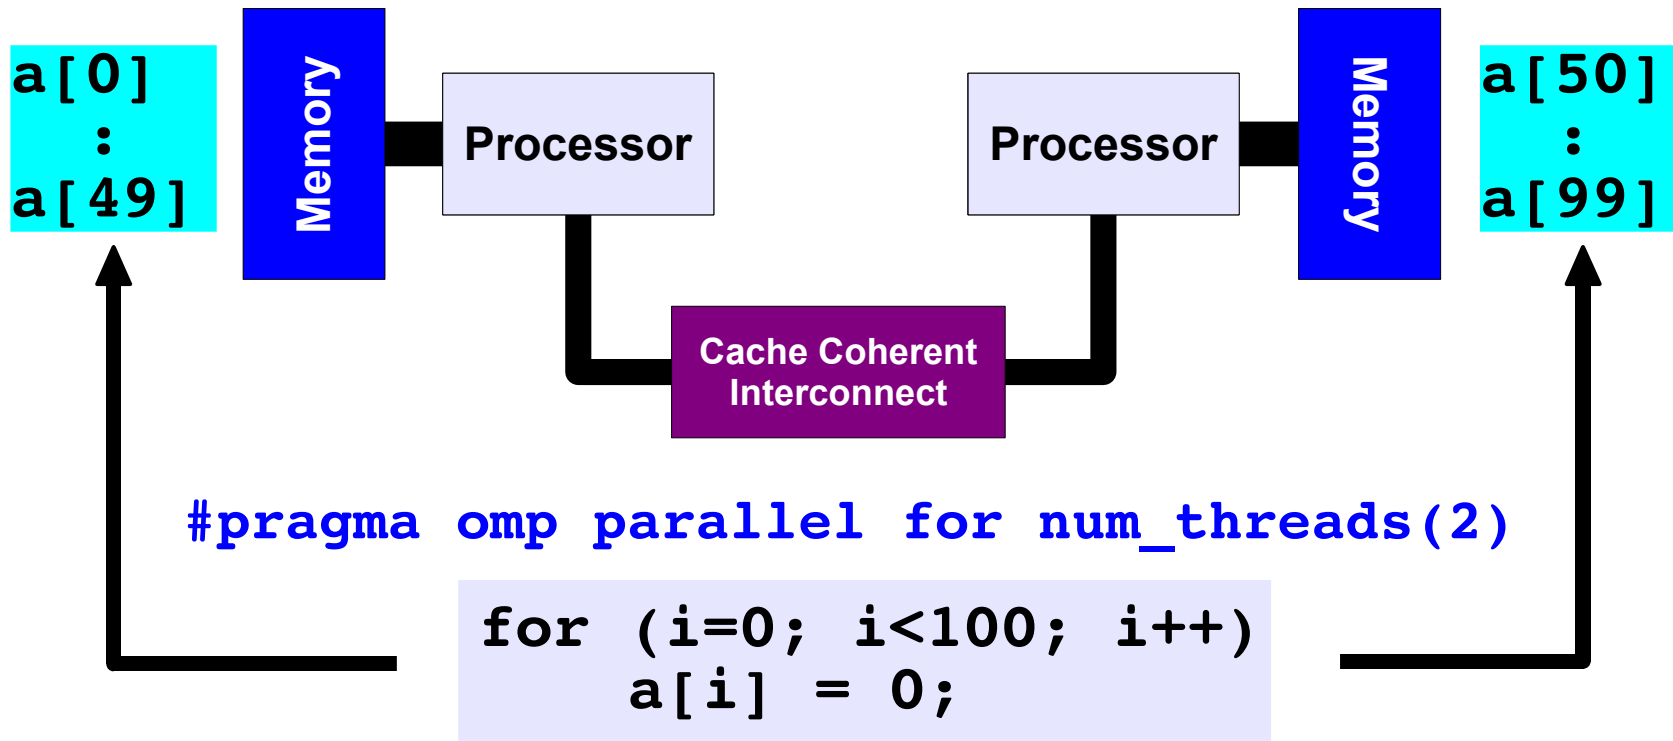 a[0]
:
a[49]
Memory
Processor
Processor
Memory
a[50]
:
a[99]
Cache Coherent
Interconnect
#pragma omp parallel for num_threads(2)
for (i=0; i<100; i++)
a[i] = 0;